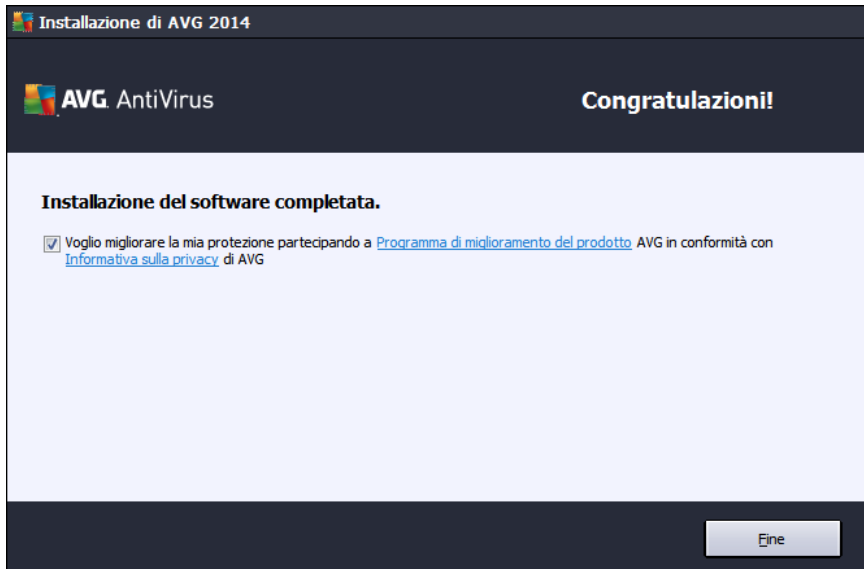 Installazione di AVG 2014
AVG. AntiVirus
Congratulazioni!
Installazione del software completata.
Voglio migliorare la mia protezione partecipando a Programma di miglioramento del prodotto AVG in conformità con
Informativa sulla privacy di AVG
Fine